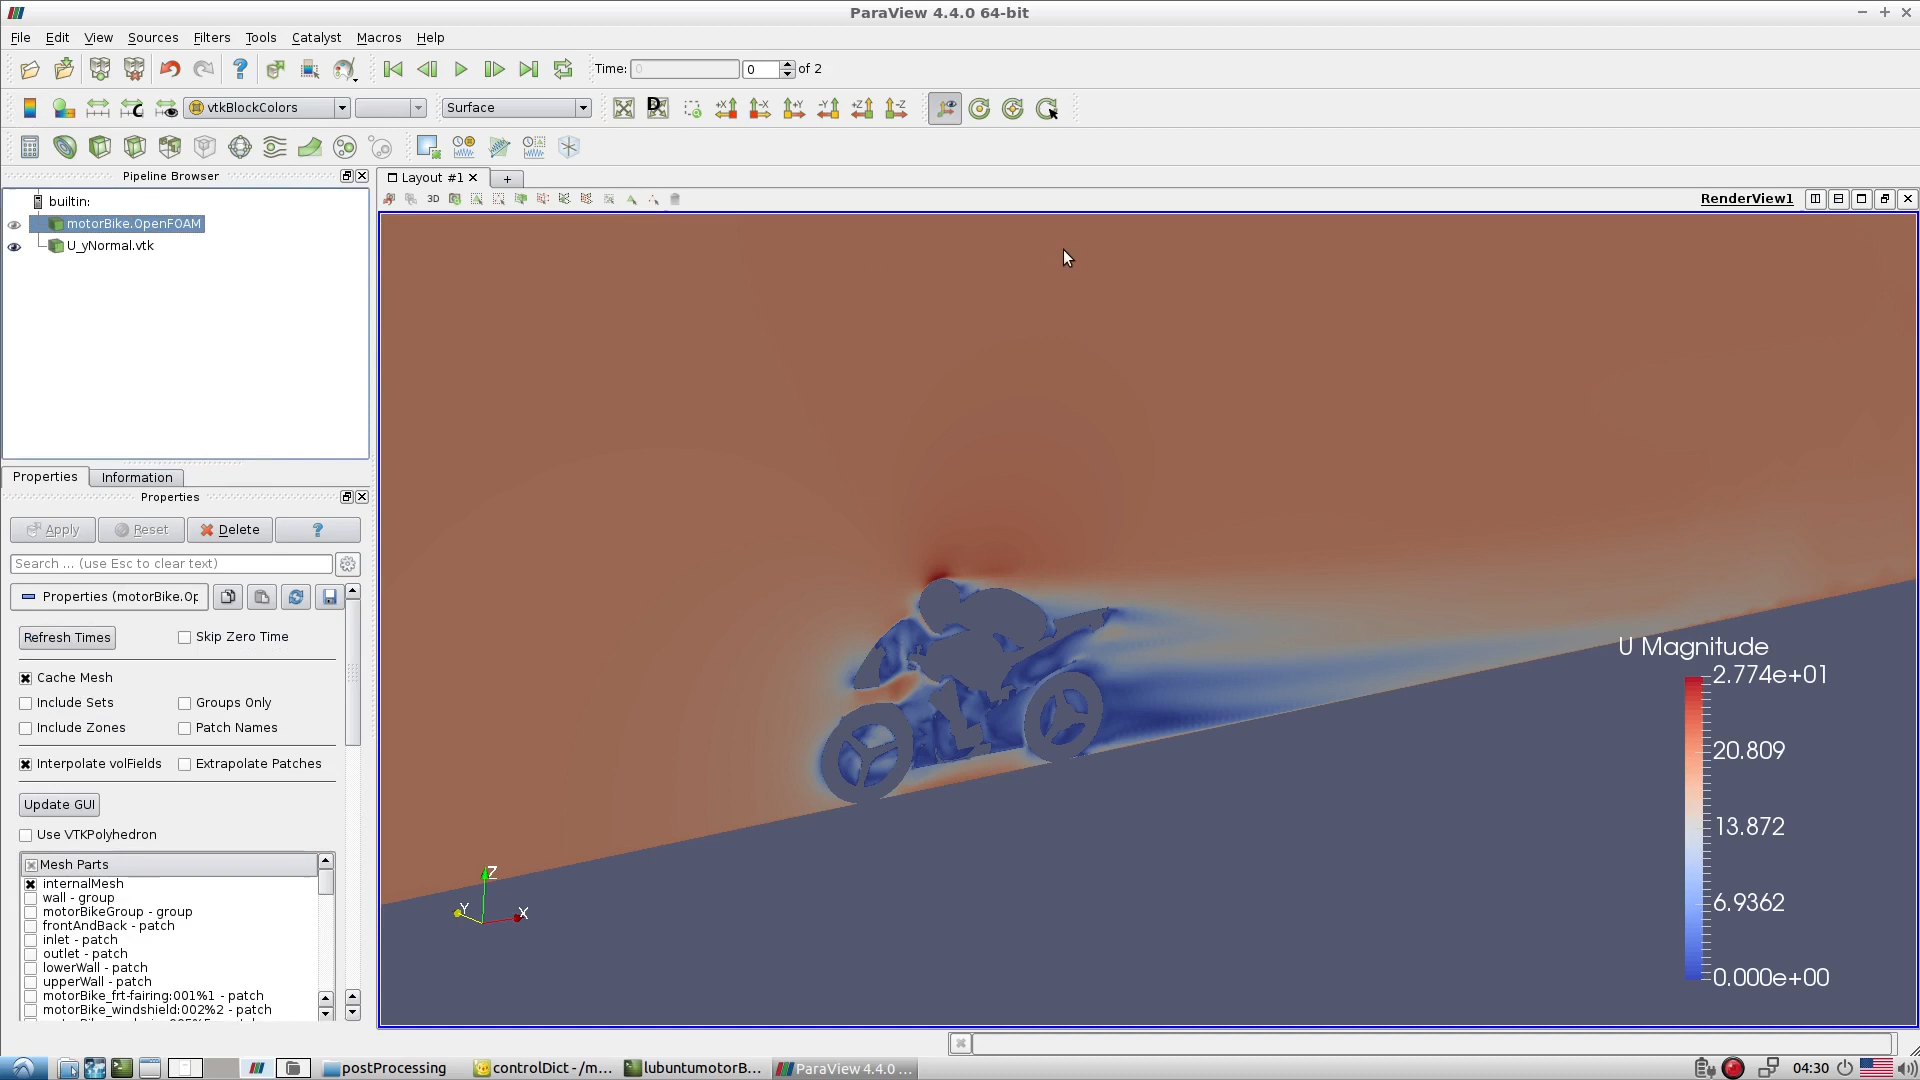 ParaView 4.4.0 64-bit
File Edit View Sources Filters Tools Catalyst Macros Help
Time: 0 0 of 2
vtkBlockColors Surface
+X -X +Y -Y +Z -Z
Pipeline Browser
Layout #1
builtin:
3D
RenderView1
motorBike.OpenFOAM
U_yNormal.vtk
Properties Information
Properties
Apply Reset Delete ?
Search ... (use Esc to clear text)
Properties (motorBike.Op
Refresh Times Skip Zero Time
Cache Mesh
Include Sets Groups Only
Include Zones Patch Names
Interpolate volFields Extrapolate Patches
Update GUI
Use VTKPolyhedron
Mesh Parts
internalMesh
wall - group
motorBikeGroup - group
frontAndBack - patch
inlet - patch
outlet - patch
lowerWall - patch
upperWall - patch
motorBike_frt-fairing:001%1 - patch
motorBike_windshield:002%2 - patch
Z
Y
X
U Magnitude
2.774e+01
20.809
13.872
6.9362
0.000e+00
postProcessing controlDict - /m... lubuntumotorB... ParaView 4.4.0 ... 04:30